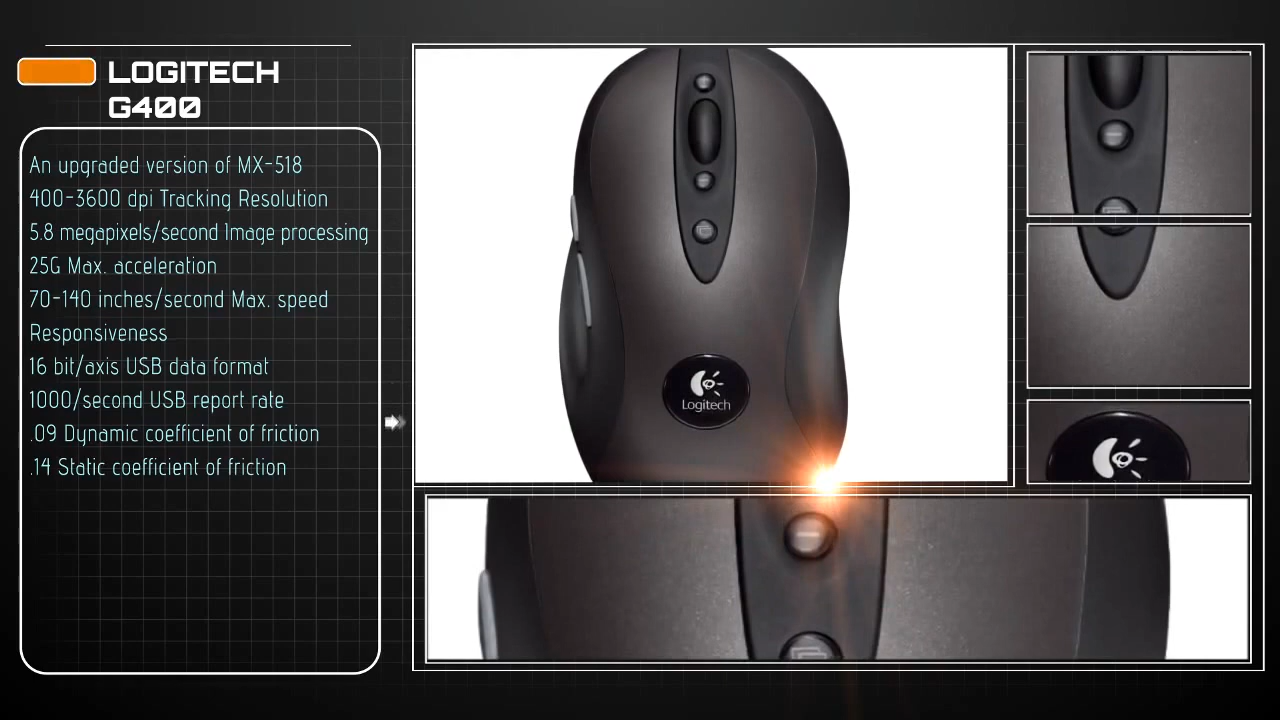 LOGITECH
G400
An upgraded version of MX-518
400-3600 dpi Tracking Resolution
5.8 megapixels/second Image processing
25G Max. acceleration
70-140 inches/second Max. speed
Responsiveness
16 bit/axis USB data format
1000/second USB report rate
.09 Dynamic coefficient of friction
.14 Static coefficient of friction
Logitech